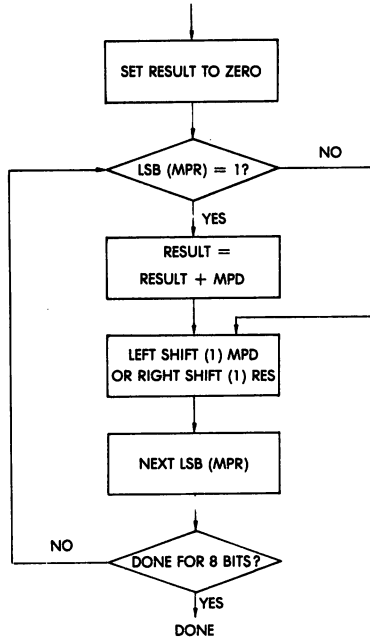 SET RESULT TO ZERO
LSB (MPR) = 1?
NO
YES
RESULT =
RESULT + MPD
LEFT SHIFT (1) MPD
OR RIGHT SHIFT (1) RES
NEXT LSB (MPR)
NO
DONE FOR 8 BITS?
YES
DONE